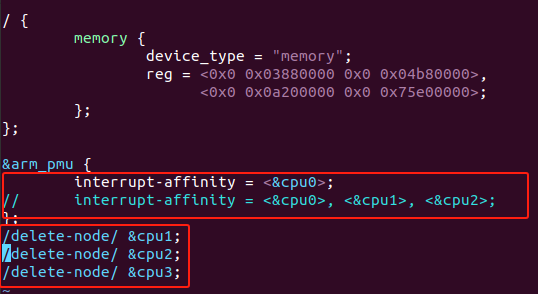 / {
memory {
device_type = "memory";
reg = <0x0 0x03880000 0x0 0x04b80000>,
<0x0 0x0a200000 0x0 0x75e00000>;
};
};
&arm_pmu {
interrupt-affinity = <&cpu0>;
// interrupt-affinity = <&cpu0>, <&cpu1>, <&cpu2>;
};
/delete-node/ &cpu1;
/delete-node/ &cpu2;
/delete-node/ &cpu3;
~